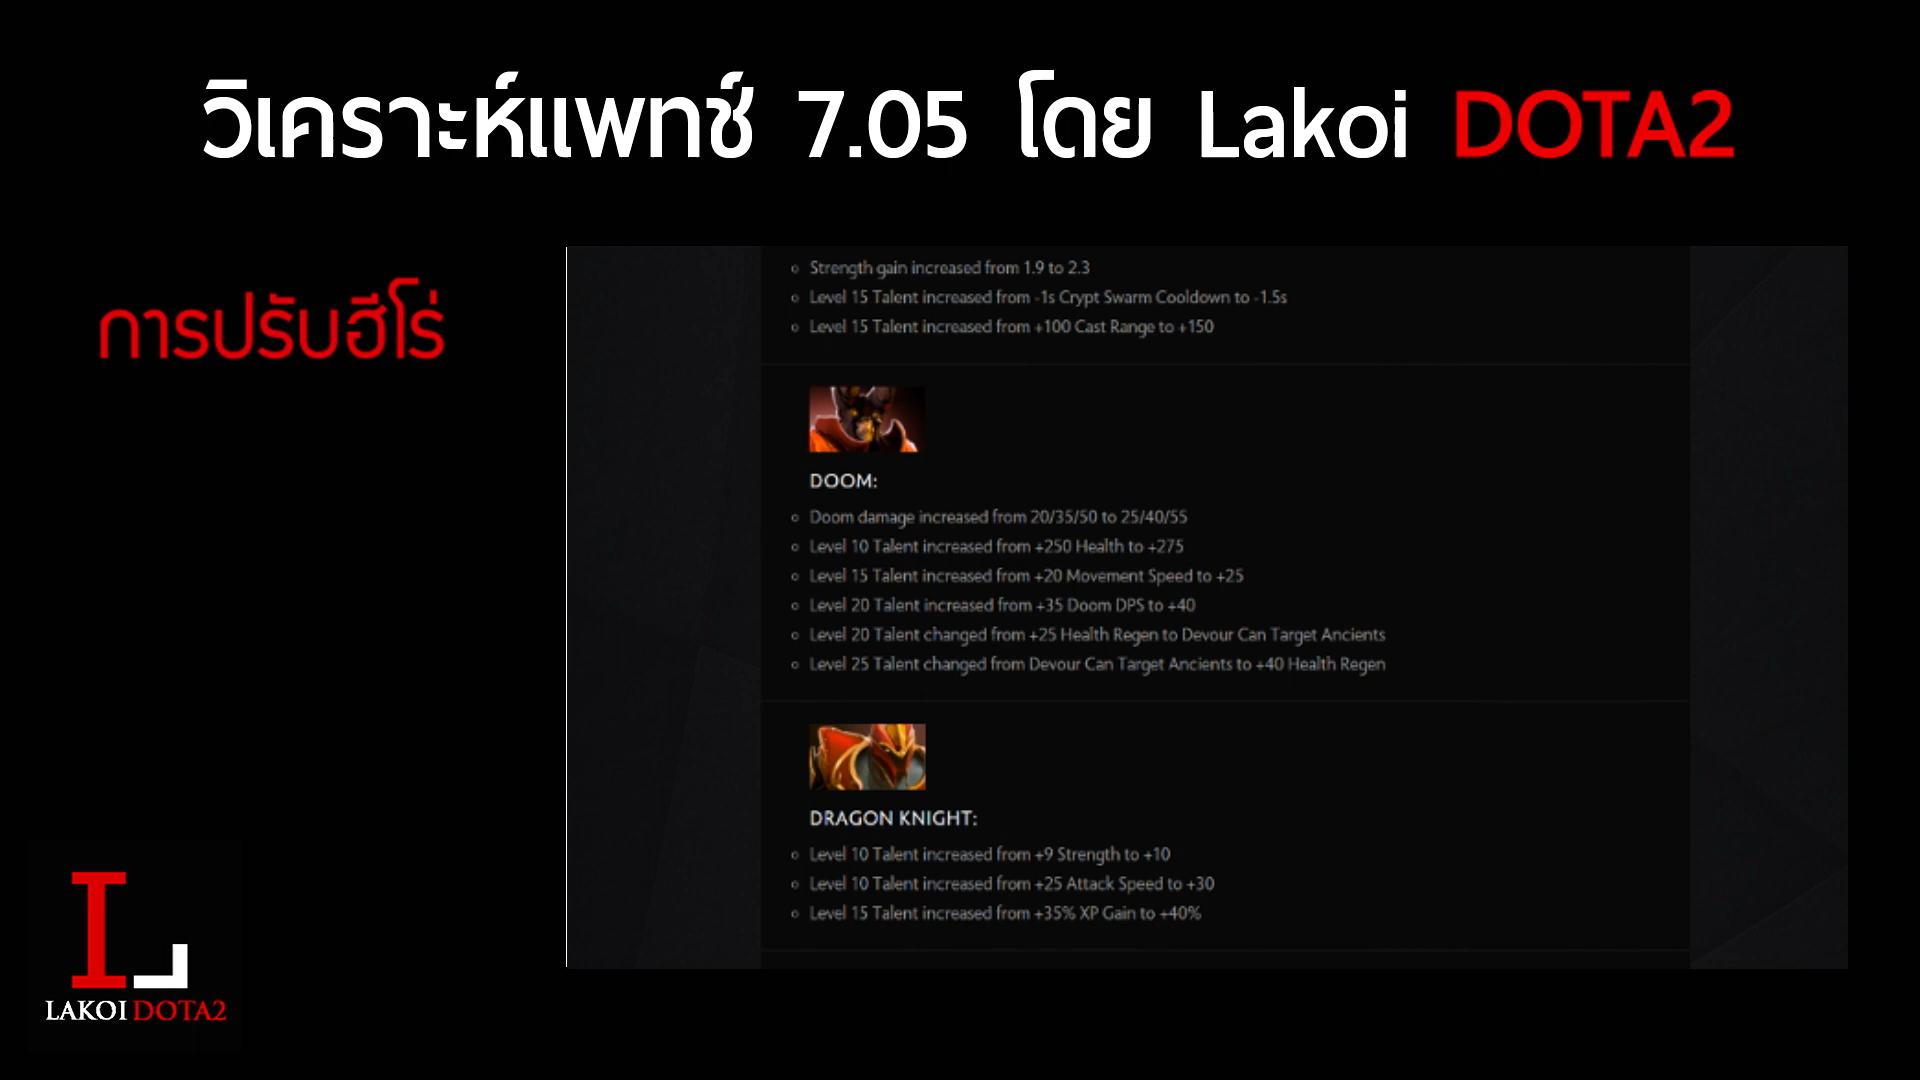 วิเคราะห์แพทช์ 7.05 โดย Lakoi DOTA2
การปรับฮีโร่
Strength gain increased from 1.9 to 2.3
Level 15 Talent increased from -1s Crypt Swarm Cooldown to -1.5s
Level 15 Talent increased from +100 Cast Range to +150
DOOM:
Doom damage increased from 20/35/50 to 25/40/55
Level 10 Talent increased from +250 Health to +275
Level 15 Talent increased from +20 Movement Speed to +25
Level 20 Talent increased from +35 Doom DPS to +40
Level 20 Talent changed from +25 Health Regen to Devour Can Target Ancients
Level 25 Talent changed from Devour Can Target Ancients to +40 Health Regen
DRAGON KNIGHT:
Level 10 Talent increased from +9 Strength to +10
Level 10 Talent increased from +25 Attack Speed to +30
Level 15 Talent increased from +35% XP Gain to +40%
LAKOI DOTA2